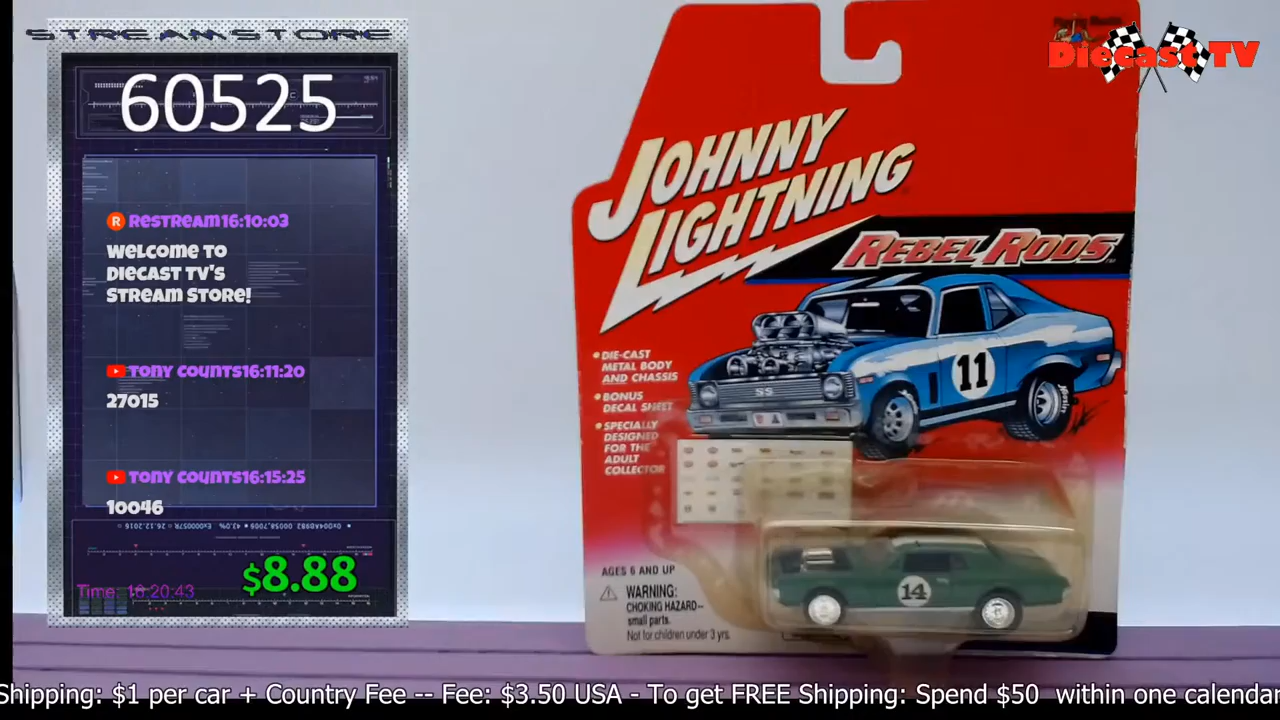 STREAMSTORE
60525
Restream16:10:03
Welcome to
Diecast TV's
Stream Store!
Tony Counts16:11:20
27015
Tony Counts16:15:25
10046
$8.88
Time: 16:20:43
Diecast TV
JOHNNY
LIGHTNING
REBEL RODS
11
SS
DIE-CAST
METAL BODY
AND CHASSIS
BONUS
DECAL SHEET
SPECIALLY
DESIGNED
FOR THE
ADULT
COLLECTOR
14
AGES 6 AND UP
WARNING:
CHOKING HAZARD–
small parts.
Not for children under 3 yrs.
Shipping: $1 per car + Country Fee -- Fee: $3.50 USA - To get FREE Shipping: Spend $50 within one calendar